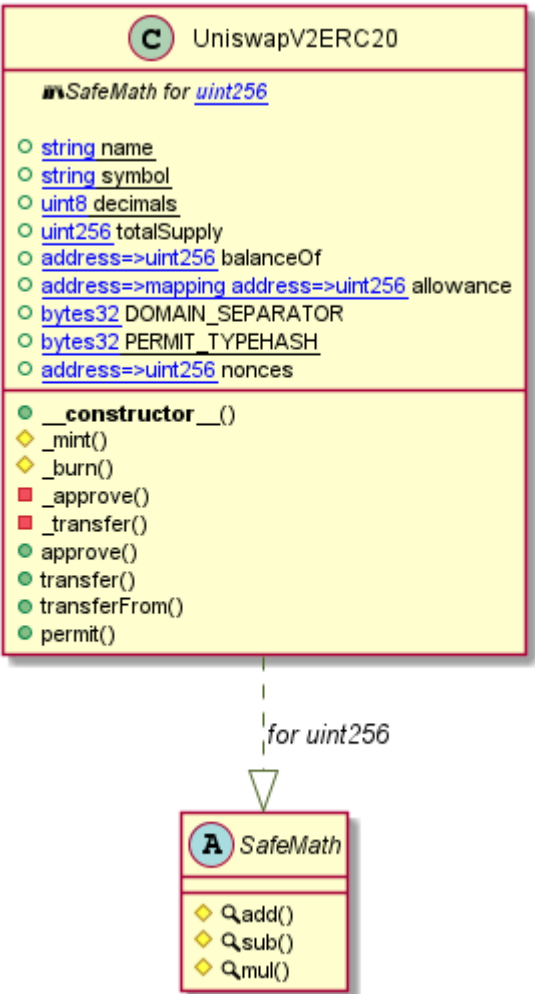 C UniswapV2ERC20
SafeMath for uint256
string name
string symbol
uint8 decimals
uint256 totalSupply
address=>uint256 balanceOf
address=>mapping address=>uint256 allowance
bytes32 DOMAIN_SEPARATOR
bytes32 PERMIT_TYPEHASH
address=>uint256 nonces
__constructor__()
_mint()
_burn()
_approve()
_transfer()
approve()
transfer()
transferFrom()
permit()
for uint256
A SafeMath
add()
sub()
mul()